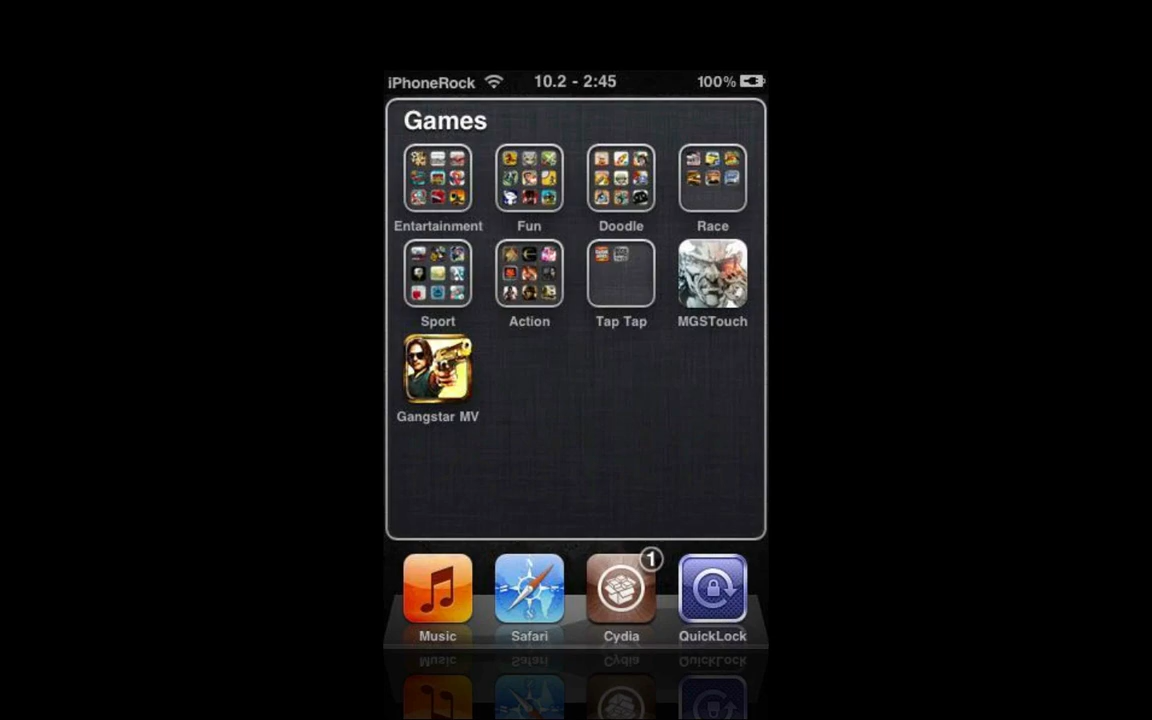 iPhoneRock 10.2 - 2:45 100%
Games
Entartainment Fun Doodle Race
Sport Action Tap Tap MGSTouch
Gangstar MV
1
Music Safari Cydia QuickLock